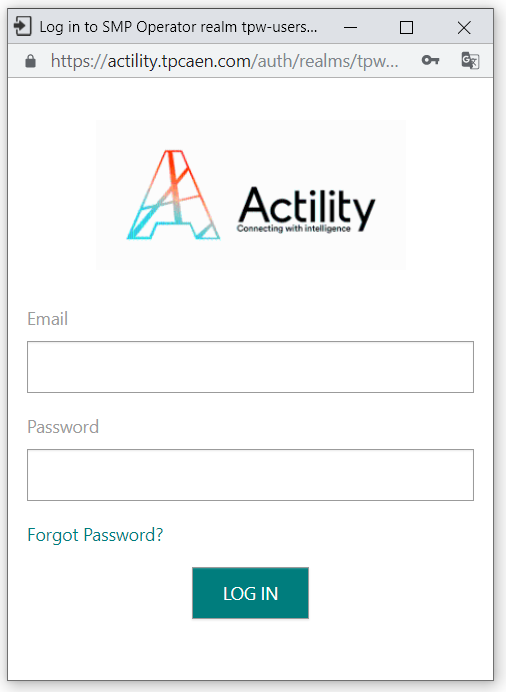 Log in to SMP Operator realm tpw-users...
https://actility.tpcaen.com/auth/realms/tpw...
Actility
Connecting with intelligence
Email
Password
Forgot Password?
LOG IN